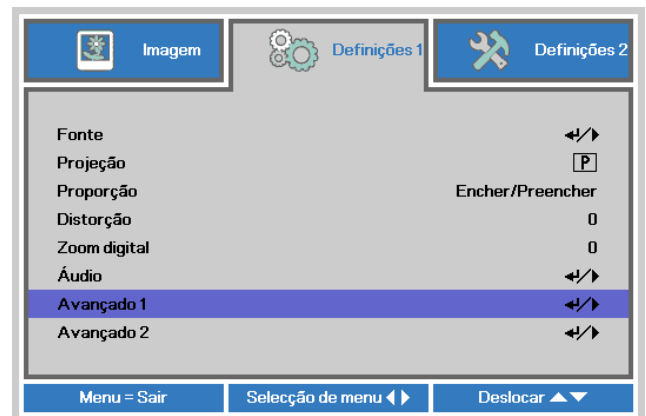 Imagem
Definições 1
Definições 2
Fonte
Projeção P
Proporção Encher/Preencher
Distorção 0
Zoom digital 0
Áudio
Avançado 1
Avançado 2
Menu = Sair
Selecção de menu
Deslocar